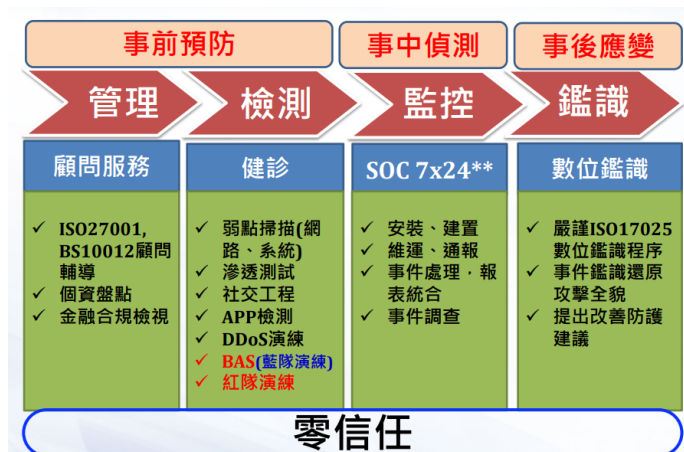 事前預防
事中偵測
事後應變
管理
檢測
監控
鑑識
顧問服務
健診
SOC 7x24**
數位鑑識
✓ ISO27001,
BS10012顧問
輔導
✓ 個資盤點
✓ 金融合規檢視
✓ 弱點掃描(網
路、系統)
✓ 滲透測試
✓ 社交工程
✓ APP檢測
✓ DDoS演練
✓ BAS(藍隊演練)
✓ 紅隊演練
✓ 安裝、建置
✓ 維運、通報
✓ 事件處理，報
表統合
✓ 事件調查
✓ 嚴謹ISO17025
數位鑑識程序
✓ 事件鑑識還原
攻擊全貌
✓ 提出改善防護
建議
零信任